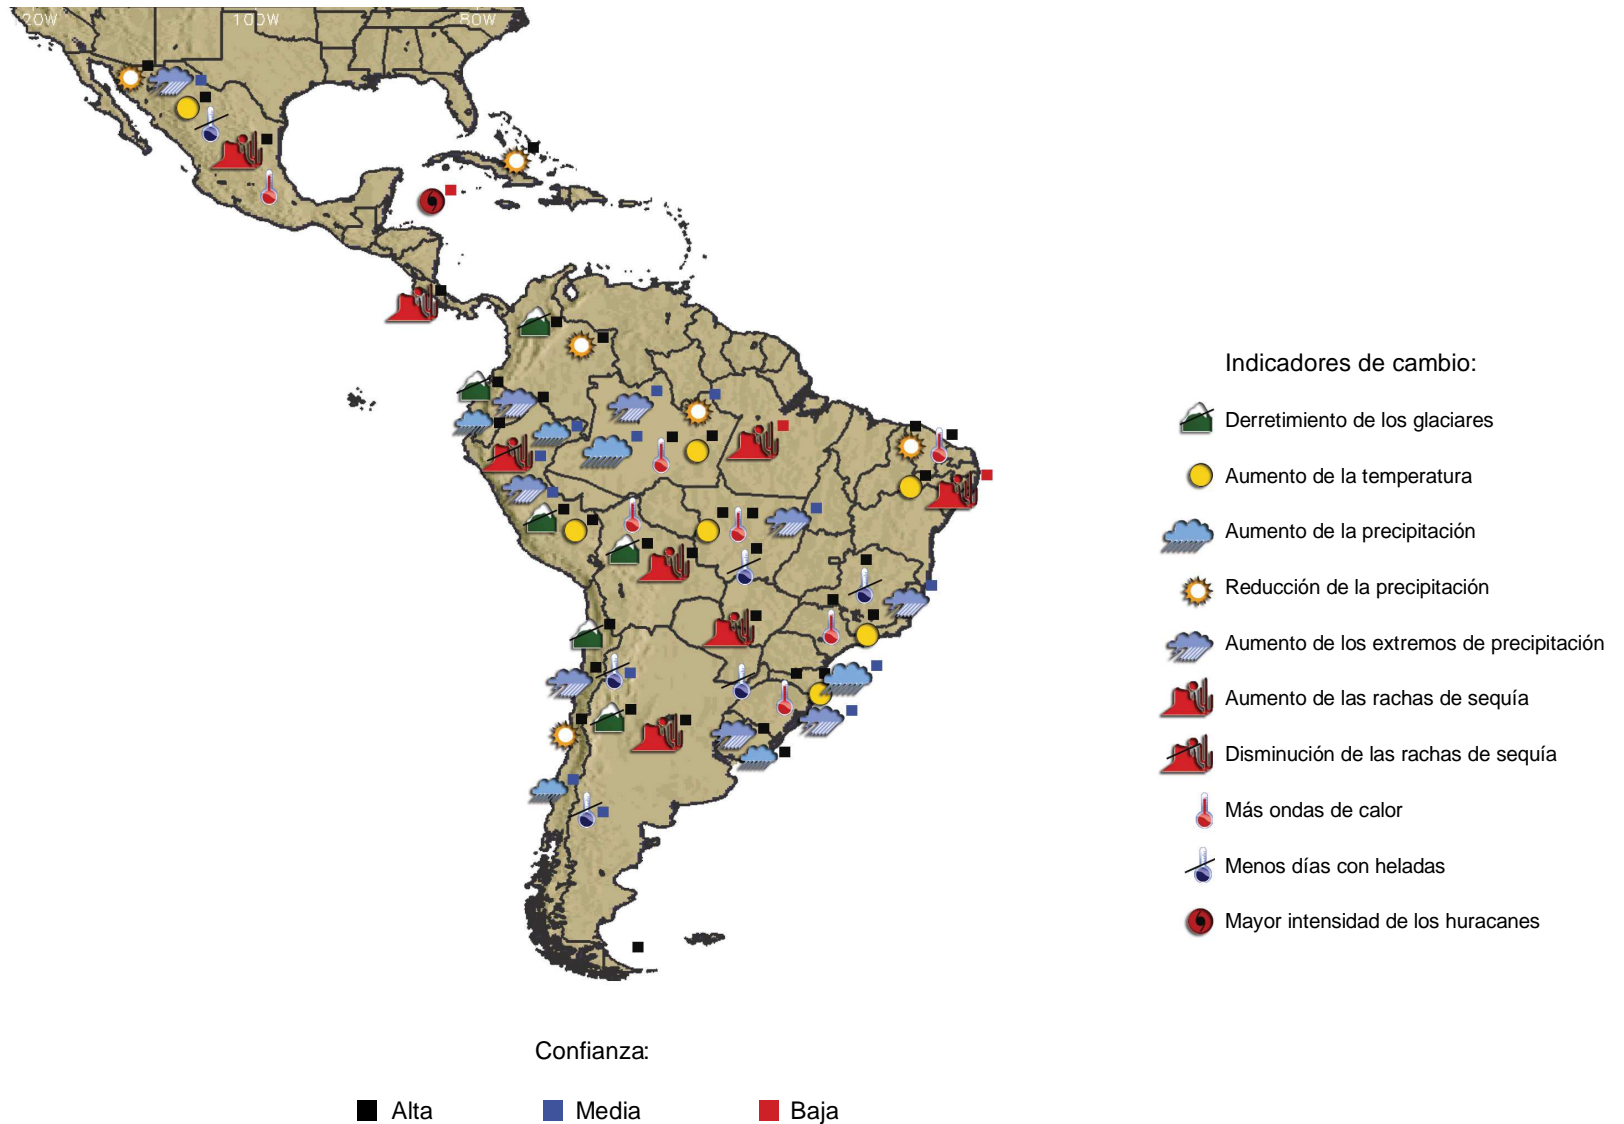 20W 100W 80W
Indicadores de cambio:
Derretimiento de los glaciares
Aumento de la temperatura
Aumento de la precipitación
Reducción de la precipitación
Aumento de los extremos de precipitación
Aumento de las rachas de sequía
Disminución de las rachas de sequía
Más ondas de calor
Menos días con heladas
Mayor intensidad de los huracanes
Confianza:
Alta Media Baja